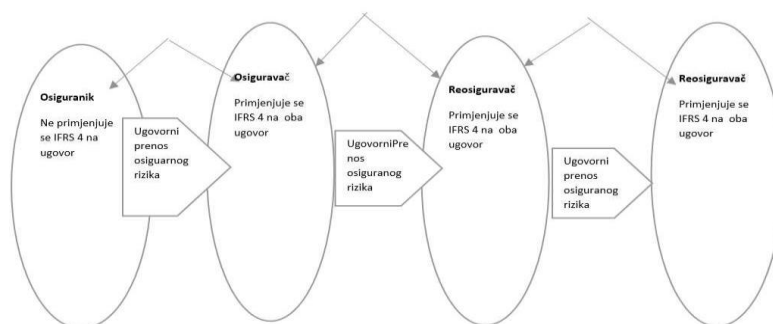 Osiguranik
Ne primjenjuje
se IFRS 4 na
ugovor
Ugovorni
prenos
osiguarnog
rizika
Osiguravač
Primjenjuje se
IFRS 4 na  oba
ugovor
UgovorniPre
nos
osiguranog
rizika
Reosiguravač
Primjenjuje se
IFRS 4 na  oba
ugovor
Ugovorni
prenos
osiguranog
rizika
Reosiguravač
Primjenjuje se
IFRS 4 na  oba
ugovor